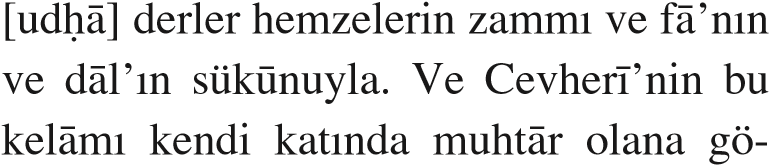 [udḥā] derler hemzelerin zammı ve fā’nın
ve dāl’ın sükūnuyla. Ve Cevherī’nin bu
kelāmı kendi katında muhtār olana gö-